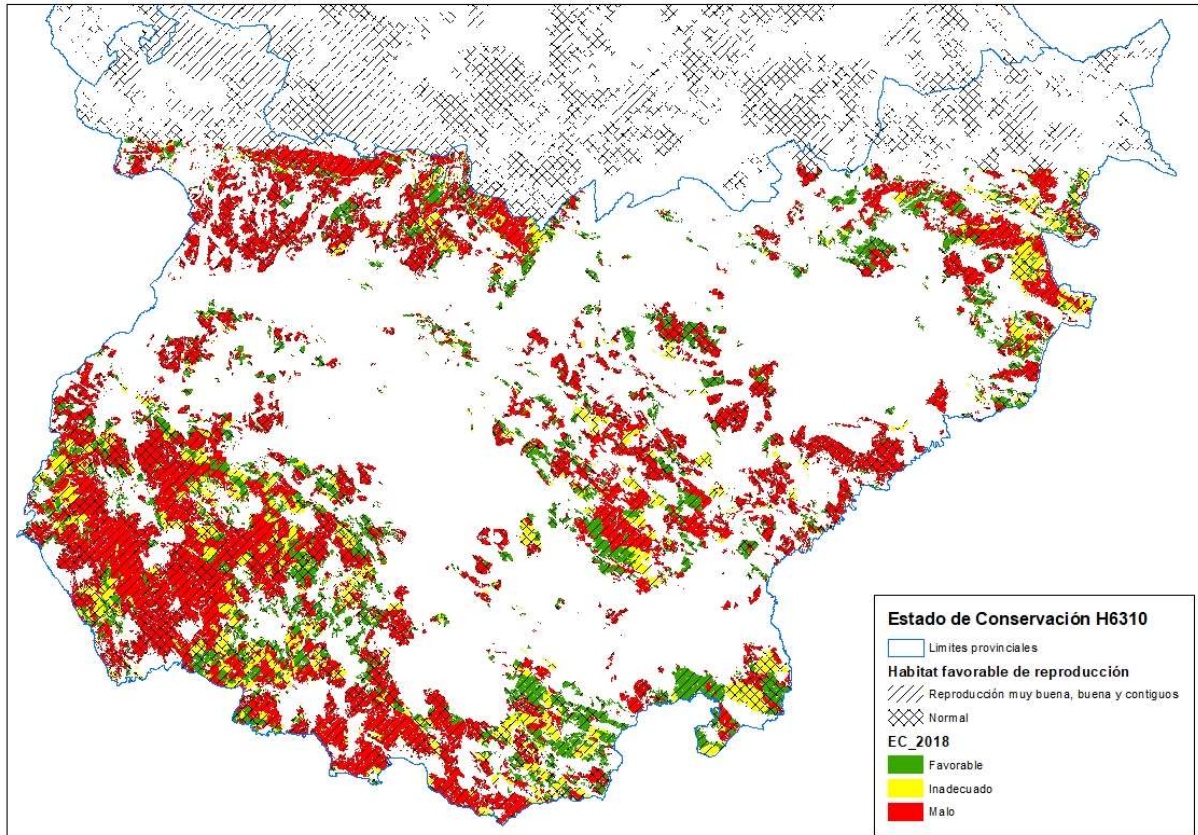 Estado de Conservación H6310
Limites provinciales
Habitat favorable de reproducción
Reproducción muy buena, buena y contiguos
Normal
EC_2018
Favorable
Inadecuado
Malo